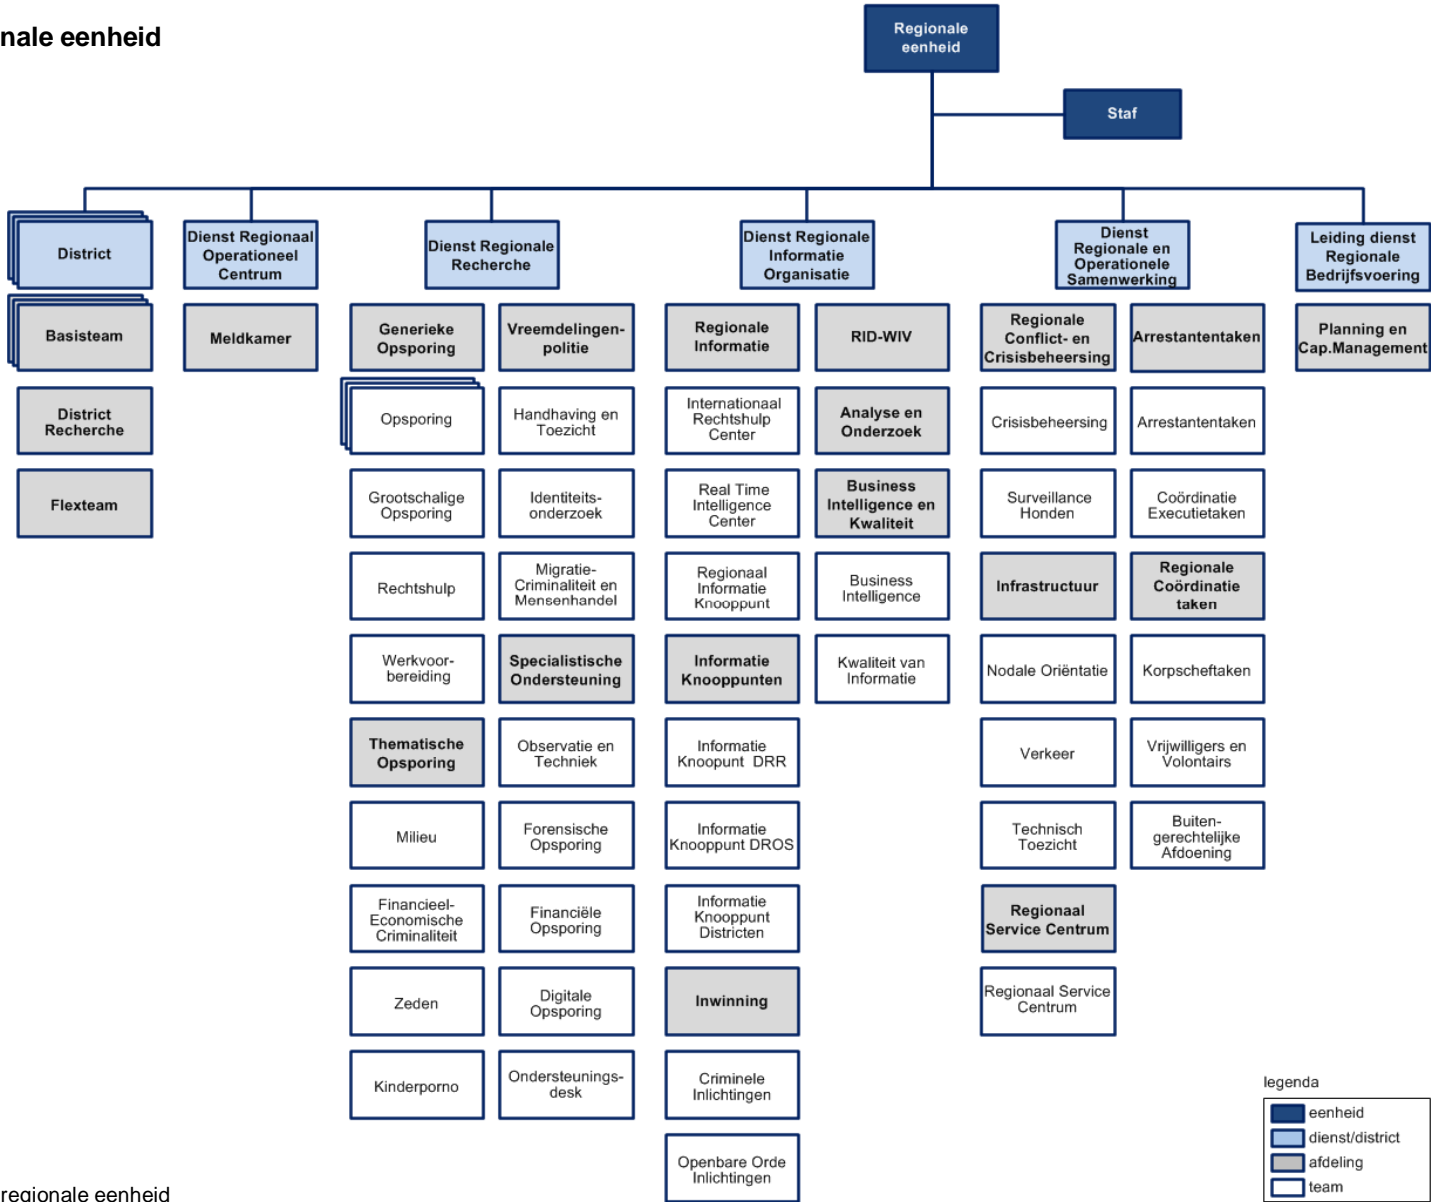 nale eenheid
Regionale
eenheid
Staf
District
Basisteam
District
Recherche
Flexteam
Dienst Regionaal
Operationeel
Centrum
Meldkamer
Dienst Regionale
Recherche
Generieke
Opsporing
Opsporing
Grootschalige
Opsporing
Rechtshulp
Werkvoor-
bereiding
Thematische
Opsporing
Milieu
Financieel-
Economische
Criminaliteit
Zeden
Kinderporno
Vreemdelingen-
politie
Handhaving en
Toezicht
Identiteits-
onderzoek
Migratie-
Criminaliteit en
Mensenhandel
Specialistische
Ondersteuning
Observatie en
Techniek
Forensische
Opsporing
Financiële
Opsporing
Digitale
Opsporing
Ondersteunings-
desk
Dienst Regionale
Informatie
Organisatie
Regionale
Informatie
Internationaal
Rechtshulp
Center
Real Time
Intelligence
Center
Regionaal
Informatie
Knooppunt
Informatie
Knooppunten
Informatie
Knoopunt DRR
Informatie
Knooppunt DROS
Informatie
Knooppunt
Districten
Inwinning
Criminele
Inlichtingen
Openbare Orde
Inlichtingen
RID-WIV
Analyse en
Onderzoek
Business
Intelligence en
Kwaliteit
Business
Intelligence
Kwaliteit van
Informatie
Dienst
Regionale en
Operationele
Samenwerking
Regionale
Conflict- en
Crisisbeheersing
Crisisbeheersing
Surveillance
Honden
Infrastructuur
Nodale Oriëntatie
Verkeer
Technisch
Toezicht
Regionaal
Service Centrum
Regionaal Service
Centrum
Arrestantentaken
Arrestantentaken
Coördinatie
Executietaken
Regionale
Coördinatie
taken
Korpscheftaken
Vrijwilligers en
Volontairs
Buiten-
gerechtelijke
Afdoening
Leiding dienst
Regionale
Bedrijfsvoering
Planning en
Cap.Management
legenda
eenheid
dienst/district
afdeling
team
regionale eenheid